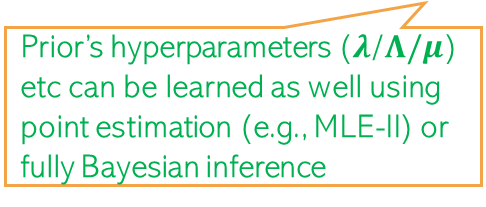 Prior's hyperparameters (λ/Λ/μ)
etc can be learned as well using
point estimation (e.g., MLE-II) or
fully Bayesian inference